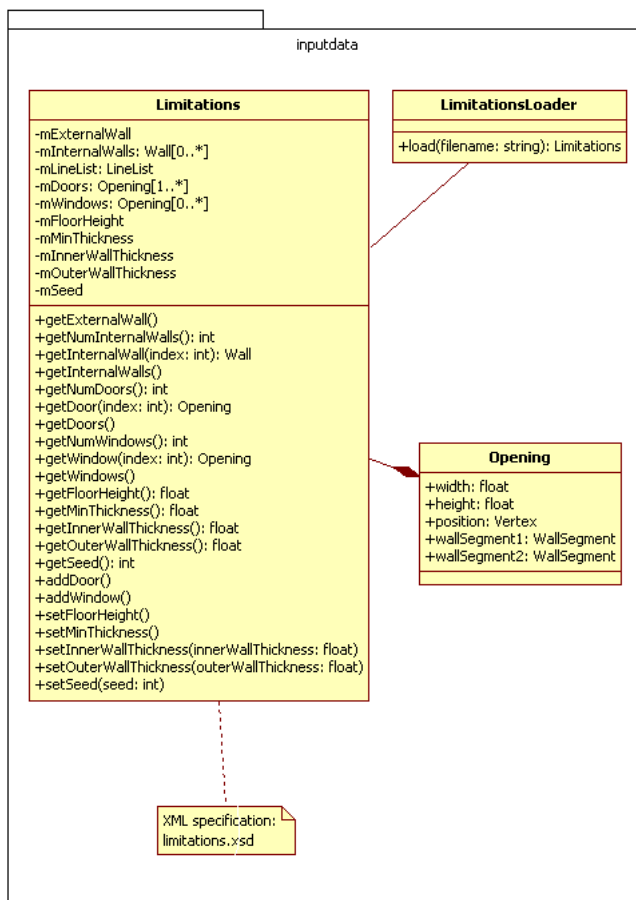 inputdata
Limitations
-mExternalWall
-mInternalWalls: Wall[0..*]
-mLineList: LineList
-mDoors: Opening[1..*]
-mWindows: Opening[0..*]
-mFloorHeight
-mMinThickness
-mInnerWallThickness
-mOuterWallThickness
-mSeed
+getExternalWall()
+getNumInternalWalls(): int
+getInternalWall(index: int): Wall
+getInternalWalls()
+getNumDoors(): int
+getDoor(index: int): Opening
+getDoors()
+getNumWindows(): int
+getWindow(index: int): Opening
+getWindows()
+getFloorHeight(): float
+getMinThickness(): float
+getInnerWallThickness(): float
+getOuterWallThickness(): float
+getSeed(): int
+addDoor()
+addWindow()
+setFloorHeight()
+setMinThickness()
+setInnerWallThickness(innerWallThickness: float)
+setOuterWallThickness(outerWallThickness: float)
+setSeed(seed: int)
LimitationsLoader
+load(filename: string): Limitations
Opening
+width: float
+height: float
+position: Vertex
+wallSegment1: WallSegment
+wallSegment2: WallSegment
XML specification:
limitations.xsd